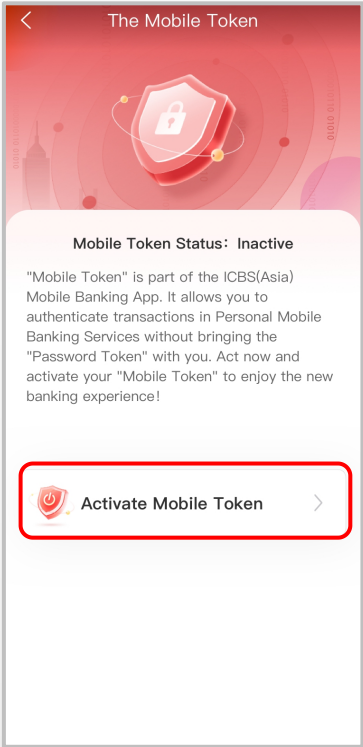 The Mobile Token
Mobile Token Status: Inactive
"Mobile Token" is part of the ICBS(Asia)
Mobile Banking App. It allows you to
authenticate transactions in Personal Mobile
Banking Services without bringing the
"Password Token" with you. Act now and
activate your "Mobile Token" to enjoy the new
banking experience!
Activate Mobile Token